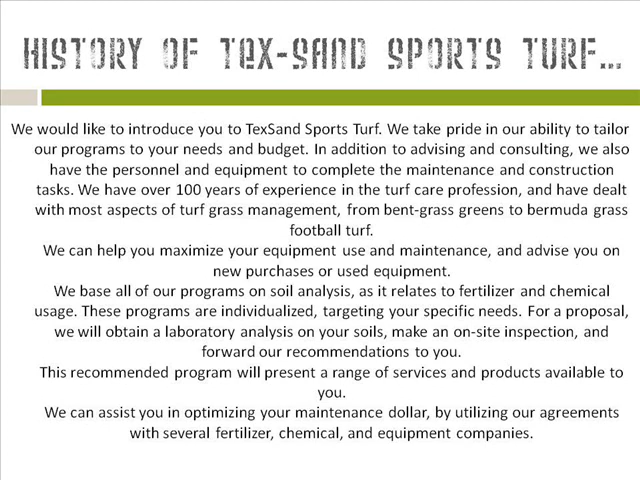 HISTORY OF TEX-SAND SPORTS TURF...
We would like to introduce you to TexSand Sports Turf. We take pride in our ability to tailor
our programs to your needs and budget. In addition to advising and consulting, we also
have the personnel and equipment to complete the maintenance and construction
tasks. We have over 100 years of experience in the turf care profession, and have dealt
with most aspects of turf grass management, from bent-grass greens to bermuda grass
football turf.
We can help you maximize your equipment use and maintenance, and advise you on
new purchases or used equipment.
We base all of our programs on soil analysis, as it relates to fertilizer and chemical
usage. These programs are individualized, targeting your specific needs. For a proposal,
we will obtain a laboratory analysis on your soils, make an on-site inspection, and
forward our recommendations to you.
This recommended program will present a range of services and products available to
you.
We can assist you in optimizing your maintenance dollar, by utilizing our agreements
with several fertilizer, chemical, and equipment companies.